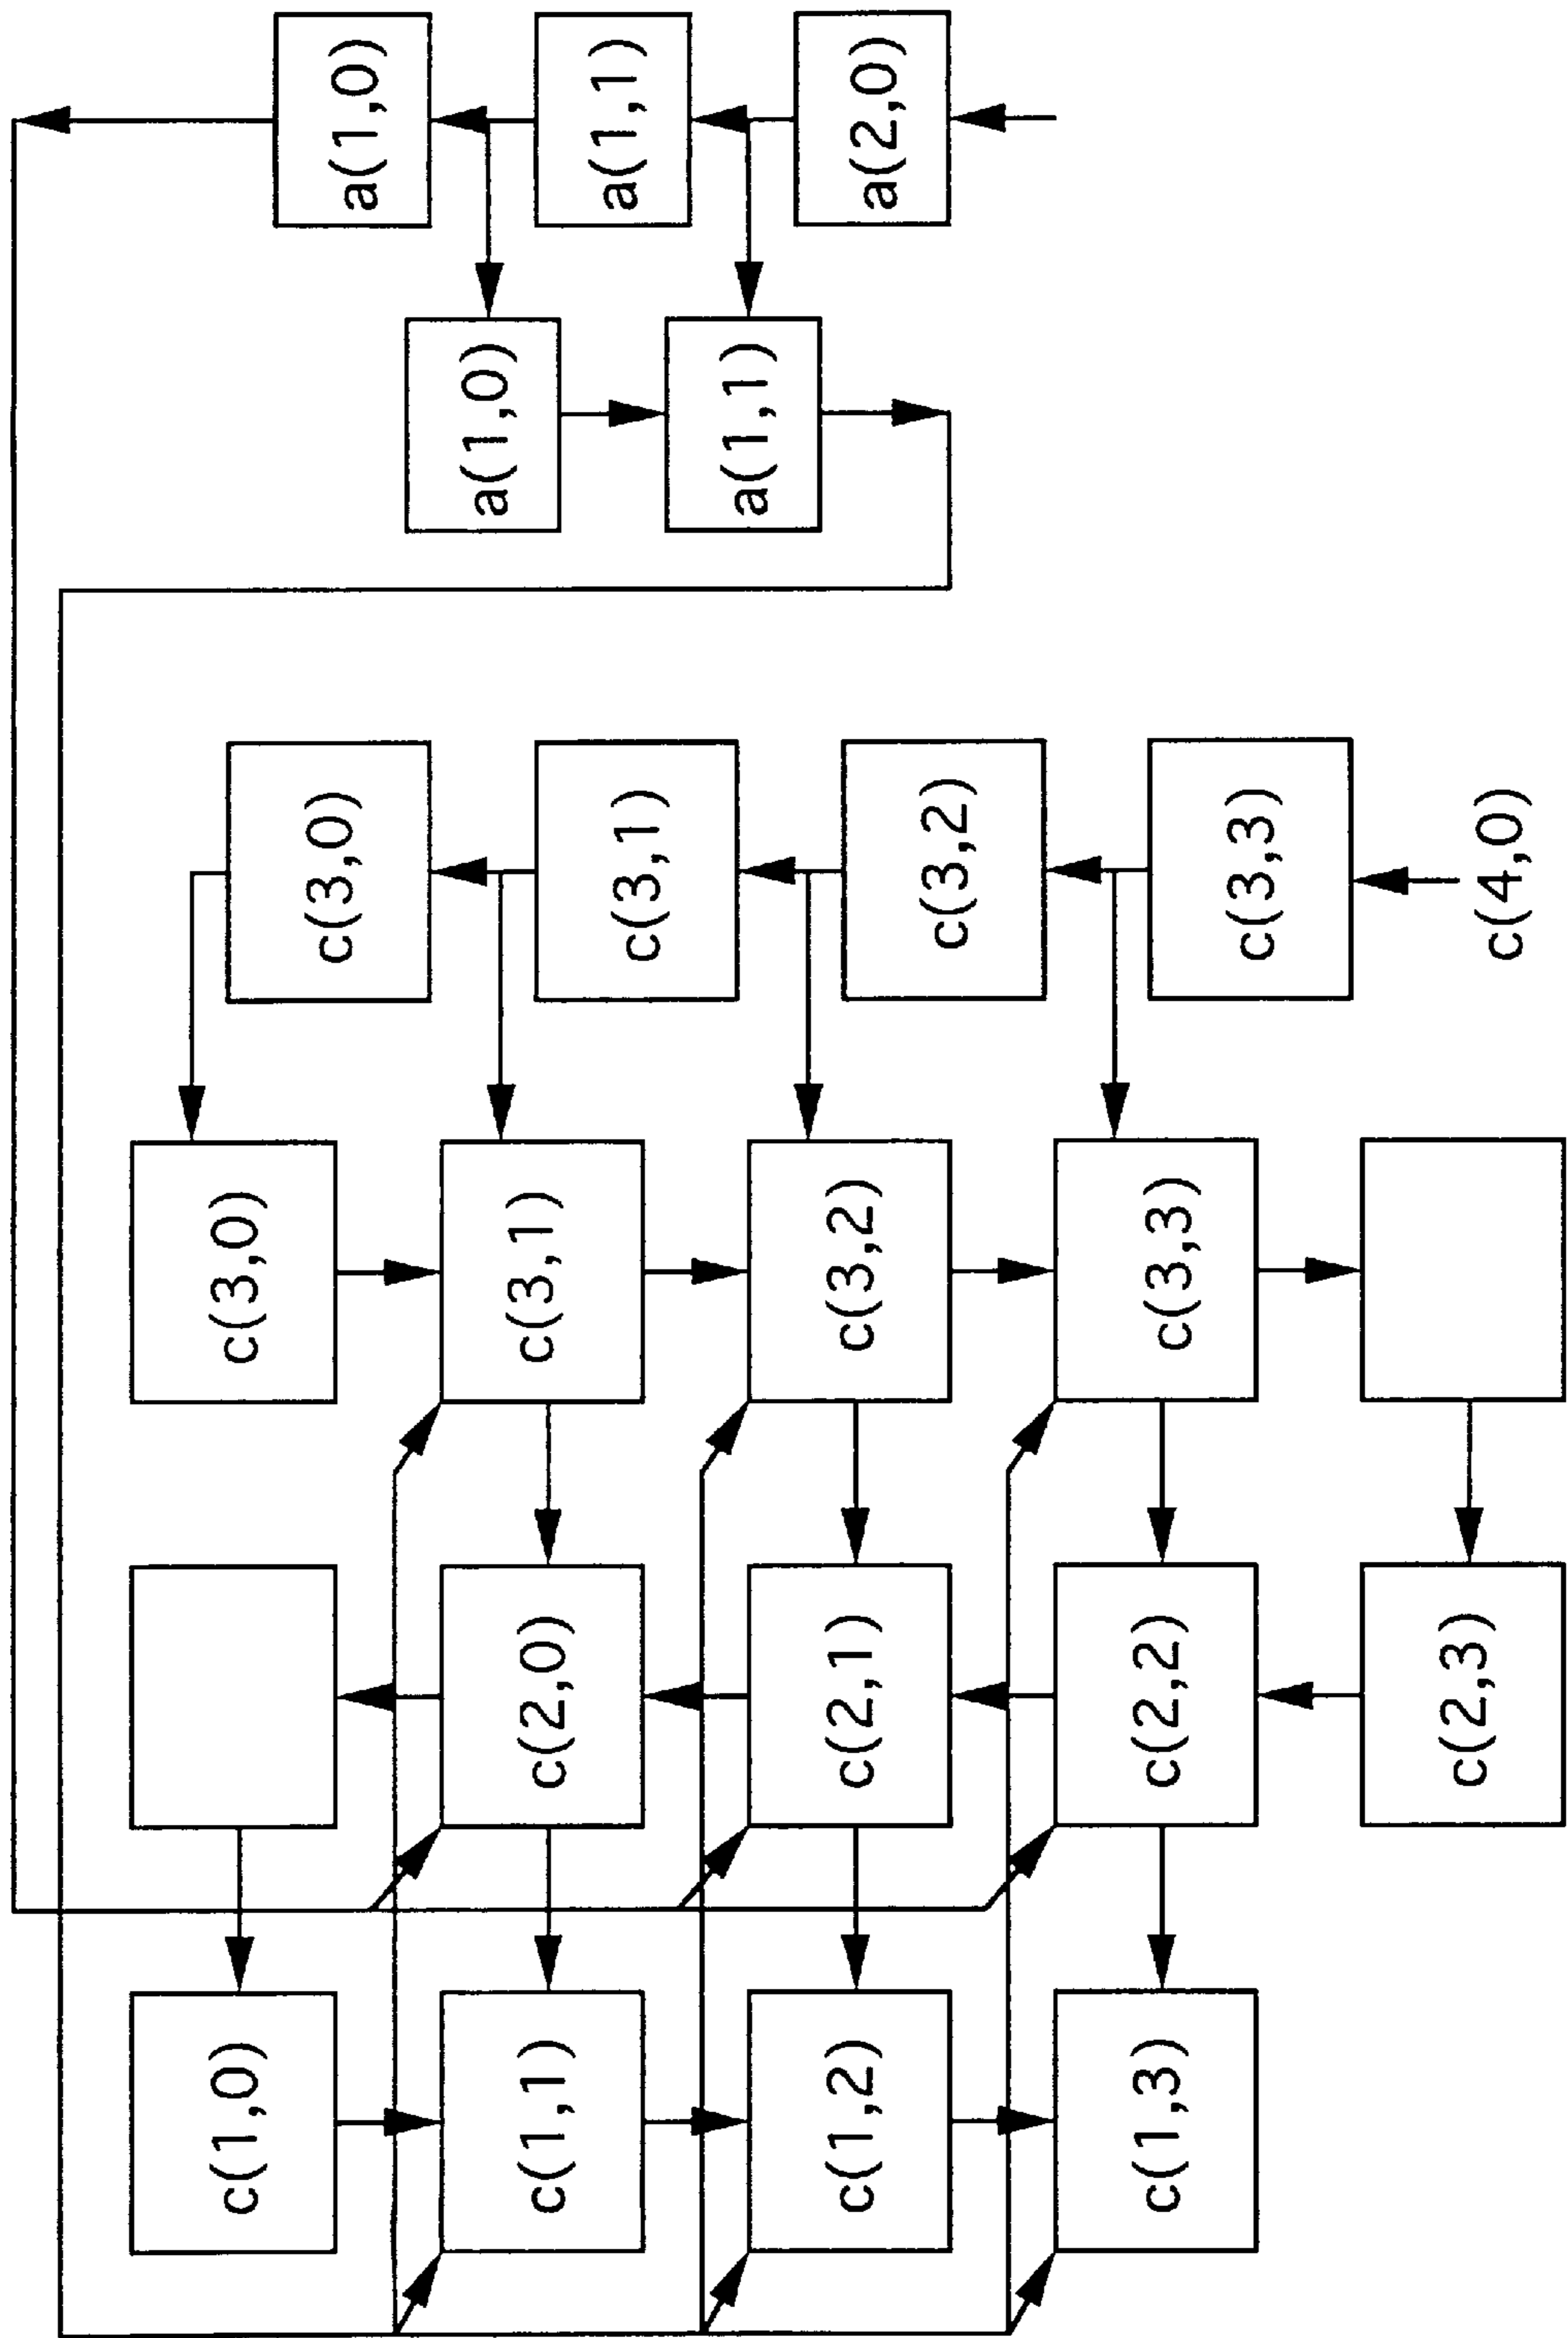 c(1,0)
c(3,0)
c(3,0)
a(1,0)
a(1,0)
c(1,1)
c(2,0)
c(3,1)
c(3,1)
a(1,1)
a(1,1)
c(1,2)
c(2,1)
c(3,2)
c(3,2)
a(2,0)
c(1,3)
c(2,2)
c(3,3)
c(3,3)
c(2,3)
c(4,0)